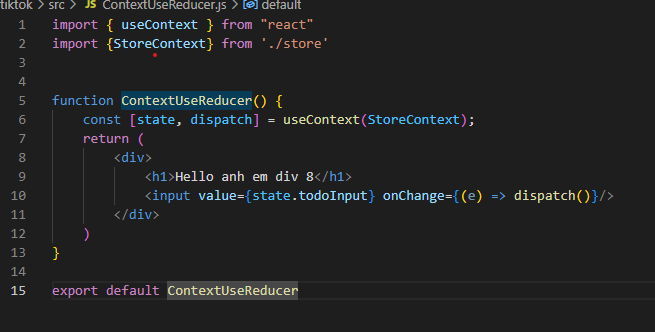 tiktok > src > JS ContextUseReducer.js > default
1 import { useContext } from "react"
2 import {StoreContext} from './store'
3
4
5 function ContextUseReducer() {
6 const [state, dispatch] = useContext(StoreContext);
7 return (
8 <div>
9 <h1>Hello anh em div 8</h1>
10 <input value={state.todoInput} onChange={(e) => dispatch()}/>
11 </div>
12 )
13 }
14
15 export default ContextUseReducer